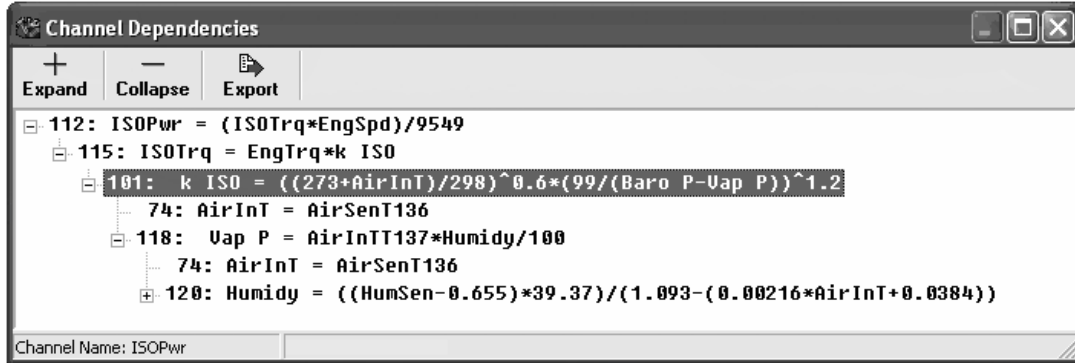 Channel Dependencies
Expand Collapse Export
112: ISOPwr = (ISOTrq*EngSpd)/9549
115: ISOTrq = EngTrq*k ISO
101: k ISO = ((273+AirInT)/298)^0.6*(99/(Baro P-Vap P))^1.2
74: AirInT = AirSenT136
118: Vap P = AirInTT137*Humidy/100
74: AirInT = AirSenT136
120: Humidy = ((HumSen-0.655)*39.37)/(1.093-(0.00216*AirInT+0.0384))
Channel Name: ISOPwr